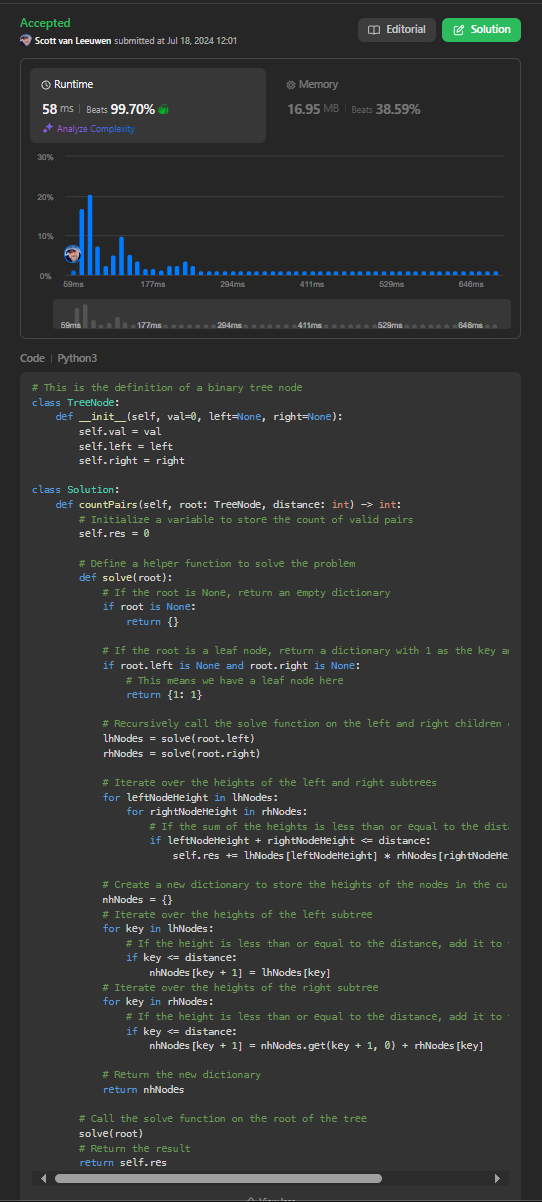 Accepted
Scott van Leeuwen submitted at Jul 18, 2024 12:01
Editorial
Solution
Runtime
58 ms | Beats 99.70%
Analyze Complexity
Memory
16.95 MB | Beats 38.59%
30%
20%
10%
0%
59ms 177ms 294ms 411ms 529ms 646ms
59ms 177ms 294ms 411ms 529ms 646ms
Code | Python3
# This is the definition of a binary tree node
class TreeNode:
    def __init__(self, val=0, left=None, right=None):
        self.val = val
        self.left = left
        self.right = right
class Solution:
    def countPairs(self, root: TreeNode, distance: int) -> int:
        # Initialize a variable to store the count of valid pairs
        self.res = 0
        # Define a helper function to solve the problem
        def solve(root):
            # If the root is None, return an empty dictionary
            if root is None:
                return {}
            # If the root is a leaf node, return a dictionary with 1 as the key a
            if root.left is None and root.right is None:
                # This means we have a leaf node here
                return {1: 1}
            # Recursively call the solve function on the left and right children
            lhNodes = solve(root.left)
            rhNodes = solve(root.right)
            # Iterate over the heights of the left and right subtrees
            for leftNodeHeight in lhNodes:
                for rightNodeHeight in rhNodes:
                    # If the sum of the heights is less than or equal to the dist
                    if leftNodeHeight + rightNodeHeight <= distance:
                        self.res += lhNodes[leftNodeHeight] * rhNodes[rightNodeHe
            # Create a new dictionary to store the heights of the nodes in the cu
            nhNodes = {}
            # Iterate over the heights of the left subtree
            for key in lhNodes:
                # If the height is less than or equal to the distance, add it to
                if key <= distance:
                    nhNodes[key + 1] = lhNodes[key]
            # Iterate over the heights of the right subtree
            for key in rhNodes:
                # If the height is less than or equal to the distance, add it to
                if key <= distance:
                    nhNodes[key + 1] = nhNodes.get(key + 1, 0) + rhNodes[key]
            # Return the new dictionary
            return nhNodes
        # Call the solve function on the root of the tree
        solve(root)
        # Return the result
        return self.res